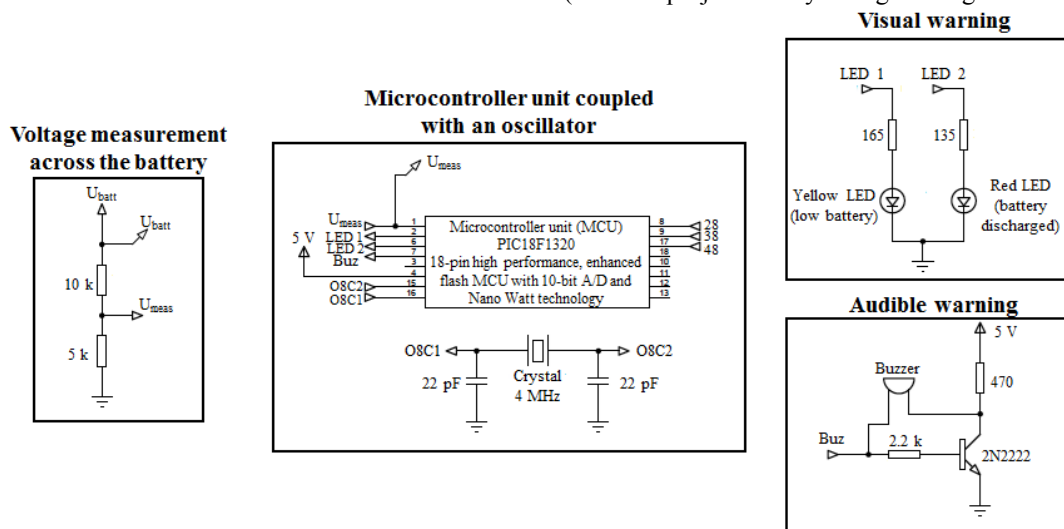 Visual warning
LED 1
LED 2
165
135
Yellow LED
(low battery)
Red LED
(battery
discharged)
Microcontroller unit coupled
with an oscillator
Umeas
Umeas
LED 1
LED 2
Buz
5 V
O8C2
O8C1
1
2
6
7
3
4
15
16
Microcontroller unit (MCU)
PIC18F1320
18-pin high performance, enhanced
flash MCU with 10-bit A/D and
Nano Watt technology
8
9
17
18
10
11
12
13
28
38
48
O8C1
O8C2
22 pF
Crystal
4 MHz
22 pF
Voltage measurement
across the battery
Ubatt
Ubatt
10 k
Umeas
5 k
Audible warning
5 V
Buzzer
470
Buz
2.2 k
2N2222